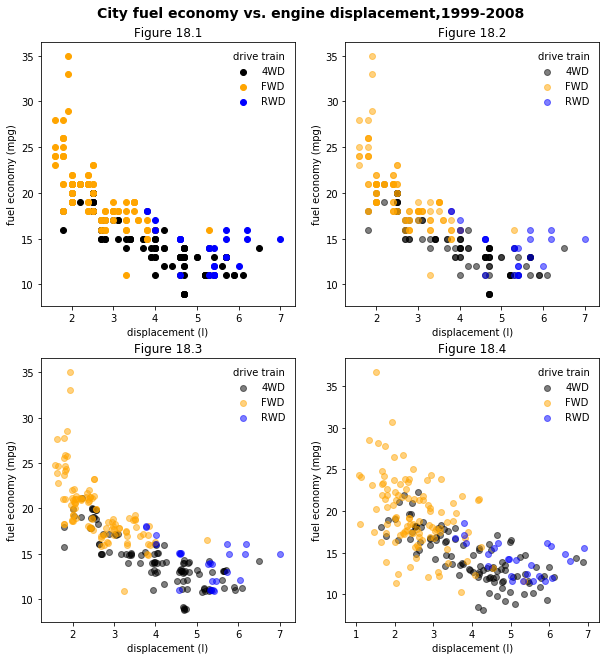 City fuel economy vs. engine displacement,1999-2008
Figure 18.1
fuel economy (mpg)
35
30
25
20
15
10
drive train
4WD
FWD
RWD
2 3 4 5 6 7
displacement (l)
Figure 18.2
fuel economy (mpg)
35
30
25
20
15
10
drive train
4WD
FWD
RWD
2 3 4 5 6 7
displacement (l)
Figure 18.3
fuel economy (mpg)
35
30
25
20
15
10
drive train
4WD
FWD
RWD
2 3 4 5 6 7
displacement (l)
Figure 18.4
fuel economy (mpg)
35
30
25
20
15
10
drive train
4WD
FWD
RWD
1 2 3 4 5 6 7
displacement (l)